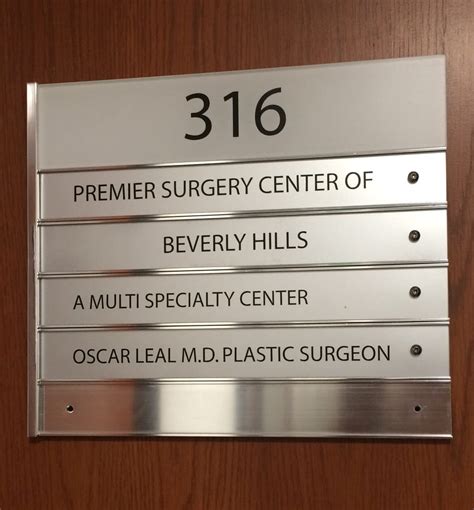 316
PREMIER SURGERY CENTER OF
BEVERLY HILLS
A MULTI SPECIALTY CENTER
OSCAR LEAL M.D. PLASTIC SURGEON